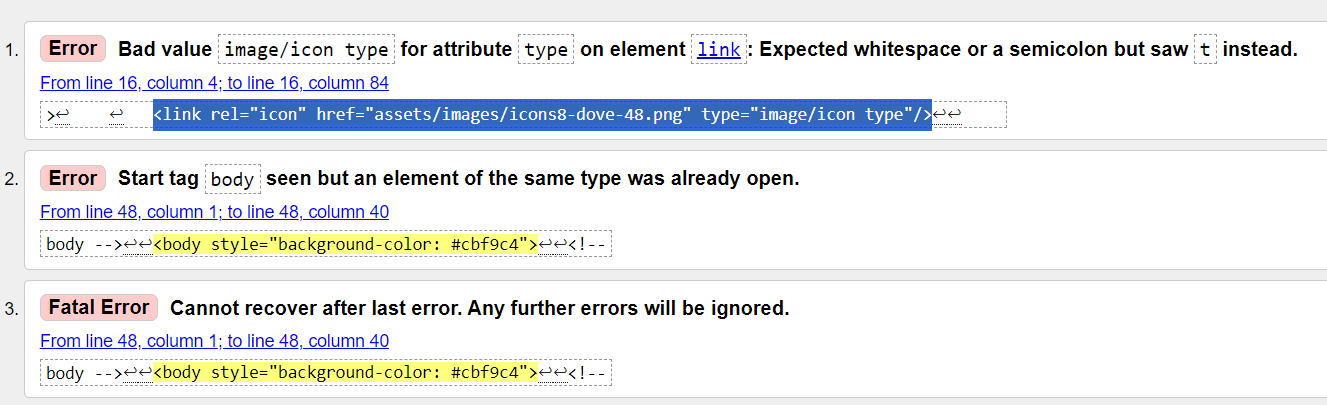 1. Error Bad value image/icon type for attribute type on element link: Expected whitespace or a semicolon but saw t instead.
From line 16, column 4; to line 16, column 84
>↩    ↩    <link rel="icon" href="assets/images/icons8-dove-48.png" type="image/icon type"/>↩↩
2. Error Start tag body seen but an element of the same type was already open.
From line 48, column 1; to line 48, column 40
body -->↩↩<body style="background-color: #cbf9c4">↩↩<!--
3. Fatal Error Cannot recover after last error. Any further errors will be ignored.
From line 48, column 1; to line 48, column 40
body -->↩↩<body style="background-color: #cbf9c4">↩↩<!--